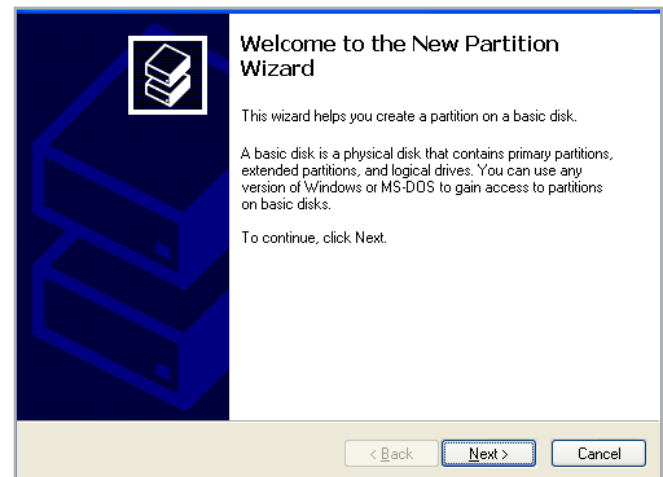 Welcome to the New Partition
Wizard
This wizard helps you create a partition on a basic disk.
A basic disk is a physical disk that contains primary partitions,
extended partitions, and logical drives. You can use any
version of Windows or MS-DOS to gain access to partitions
on basic disks.
To continue, click Next.
< Back Next > Cancel